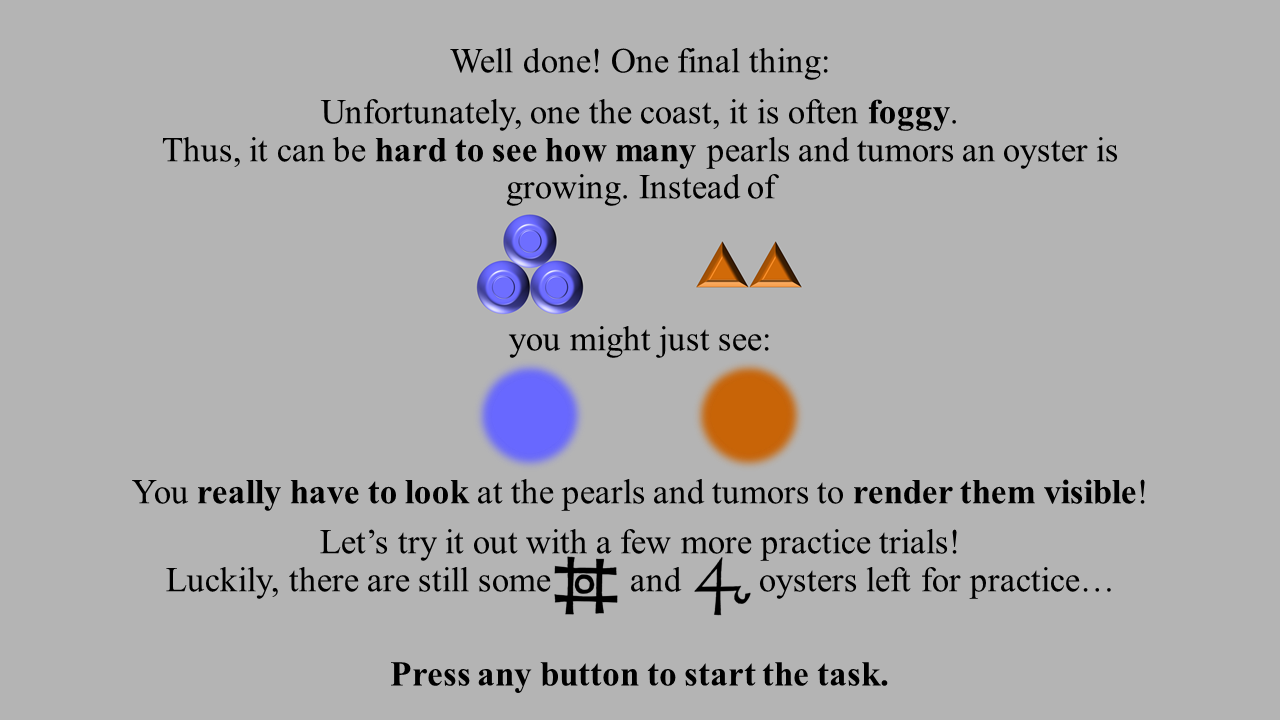 Well done! One final thing:
Unfortunately, one the coast, it is often foggy.
Thus, it can be hard to see how many pearls and tumors an oyster is
growing. Instead of
you might just see:
You really have to look at the pearls and tumors to render them visible!
Let’s try it out with a few more practice trials!
Luckily, there are still some and oysters left for practice…
Press any button to start the task.